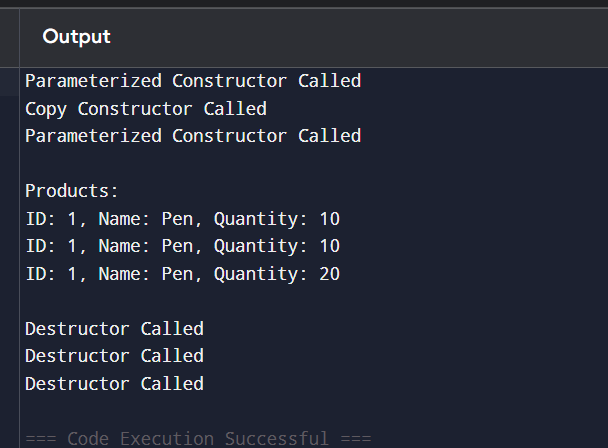 Output
Parameterized Constructor Called
Copy Constructor Called
Parameterized Constructor Called
Products:
ID: 1, Name: Pen, Quantity: 10
ID: 1, Name: Pen, Quantity: 10
ID: 1, Name: Pen, Quantity: 20
Destructor Called
Destructor Called
Destructor Called
=== Code Execution Successful ===